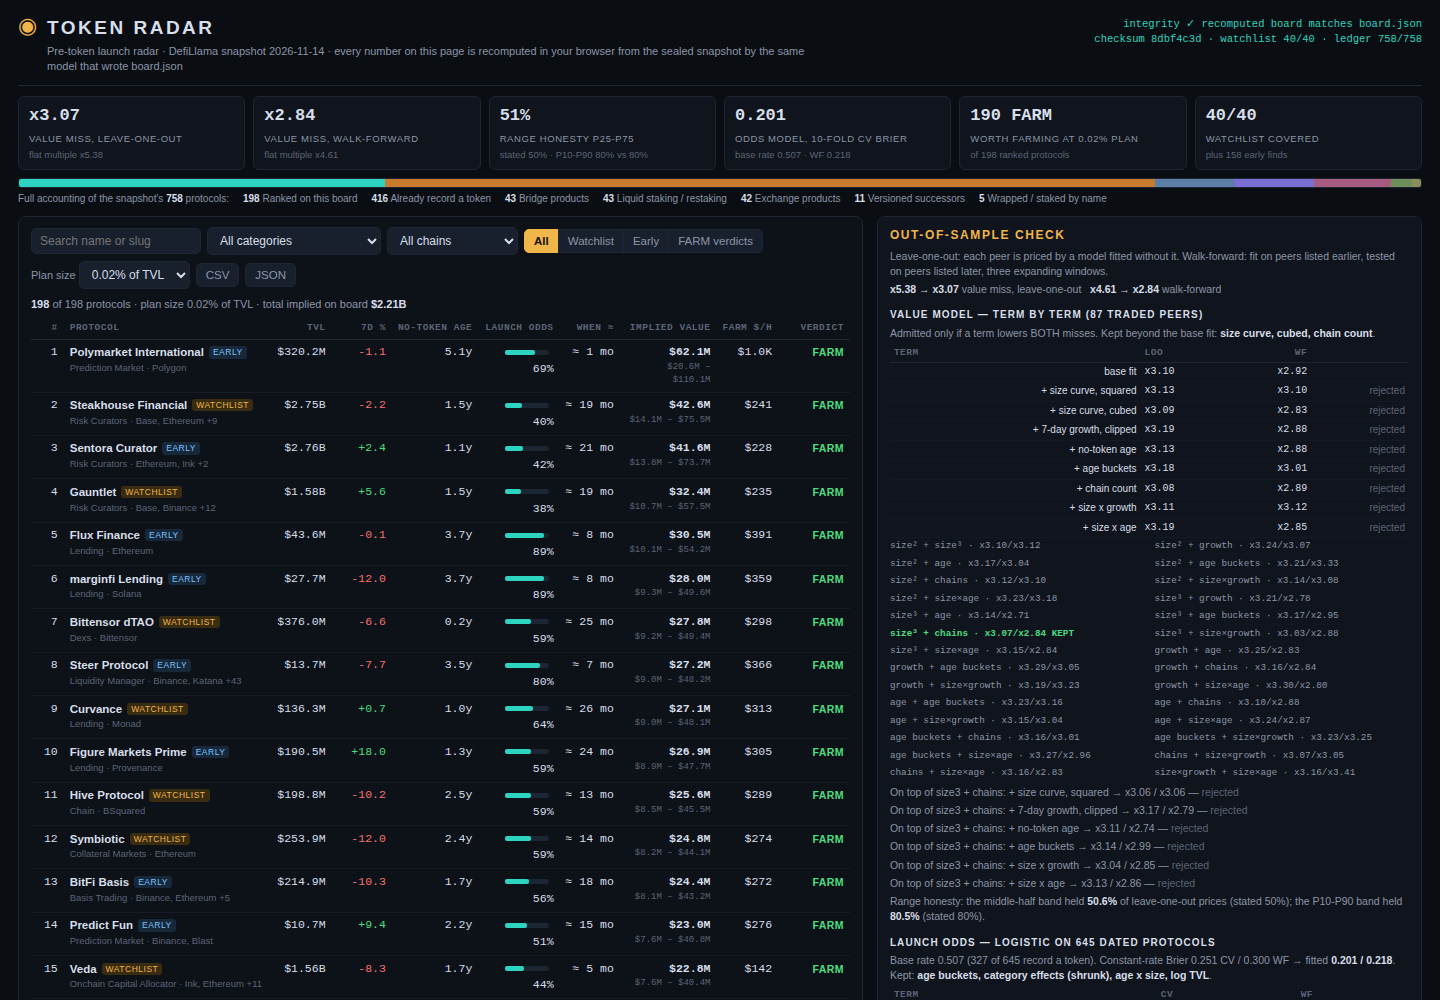 TOKEN RADAR
Pre-token launch radar · DefiLlama snapshot 2026-11-14 · every number on this page is recomputed in your browser from the sealed snapshot by the same
model that wrote board.json
integrity ✓ recomputed board matches board.json
checksum 8dbf4c3d · watchlist 40/40 · ledger 758/758
x3.07
VALUE MISS, LEAVE-ONE-OUT
flat multiple x5.38
x2.84
VALUE MISS, WALK-FORWARD
flat multiple x4.61
51%
RANGE HONESTY P25-P75
stated 50% · P10-P90 80% vs 80%
0.201
ODDS MODEL, 10-FOLD CV BRIER
base rate 0.507 · WF 0.218
190 FARM
WORTH FARMING AT 0.02% PLAN
of 198 ranked protocols
40/40
WATCHLIST COVERED
plus 158 early finds
Full accounting of the snapshot's 758 protocols: 198 Ranked on this board 416 Already record a token 43 Bridge products 43 Liquid staking / restaking 42 Exchange products 11 Versioned successors 5 Wrapped / staked by name
Search name or slug All categories All chains All Watchlist Early FARM verdicts
Plan size 0.02% of TVL CSV JSON
198 of 198 protocols · plan size 0.02% of TVL · total implied on board $2.21B
# PROTOCOL TVL 7D % NO-TOKEN AGE LAUNCH ODDS WHEN ≈ IMPLIED VALUE FARM $/H VERDICT
1 Polymarket International EARLY $320.2M -1.1 5.1y 69% ≈ 1 mo $62.1M $1.0K FARM
Prediction Market · Polygon $20.6M – $110.1M
2 Steakhouse Financial WATCHLIST $2.75B -2.2 1.5y 40% ≈ 19 mo $42.6M $241 FARM
Risk Curators · Base, Ethereum +9 $14.1M – $75.5M
3 Sentora Curator EARLY $2.76B +2.4 1.1y 42% ≈ 21 mo $41.6M $228 FARM
Risk Curators · Ethereum, Ink +2 $13.8M – $73.7M
4 Gauntlet WATCHLIST $1.58B +5.6 1.5y 38% ≈ 19 mo $32.4M $235 FARM
Risk Curators · Base, Binance +12 $10.7M – $57.5M
5 Flux Finance EARLY $43.6M -0.1 3.7y 89% ≈ 8 mo $30.5M $391 FARM
Lending · Ethereum $10.1M – $54.2M
6 marginfi Lending EARLY $27.7M -12.0 3.7y 89% ≈ 8 mo $28.0M $359 FARM
Lending · Solana $9.3M – $49.6M
7 Bittensor dTAO WATCHLIST $376.0M -6.6 0.2y 59% ≈ 25 mo $27.8M $298 FARM
Dexs · Bittensor $9.2M – $49.4M
8 Steer Protocol EARLY $13.7M -7.7 3.5y 80% ≈ 7 mo $27.2M $366 FARM
Liquidity Manager · Binance, Katana +43 $9.0M – $48.2M
9 Curvance WATCHLIST $136.3M +0.7 1.0y 64% ≈ 26 mo $27.1M $313 FARM
Lending · Monad $9.0M – $48.1M
10 Figure Markets Prime EARLY $190.5M +18.0 1.3y 59% ≈ 24 mo $26.9M $305 FARM
Lending · Provenance $8.9M – $47.7M
11 Hive Protocol WATCHLIST $198.8M -10.2 2.5y 59% ≈ 13 mo $25.6M $289 FARM
Chain · BSquared $8.5M – $45.5M
12 Symbiotic WATCHLIST $253.9M -12.0 2.4y 59% ≈ 14 mo $24.8M $274 FARM
Collateral Markets · Ethereum $8.2M – $44.1M
13 BitFi Basis EARLY $214.9M -10.3 1.7y 56% ≈ 18 mo $24.4M $272 FARM
Basis Trading · Binance, Ethereum +5 $8.1M – $43.2M
14 Predict Fun EARLY $10.7M +9.4 2.2y 51% ≈ 15 mo $23.0M $276 FARM
Prediction Market · Binance, Blast $7.6M – $40.8M
15 Veda WATCHLIST $1.56B -8.3 1.7y 44% ≈ 5 mo $22.8M $142 FARM
Onchain Capital Allocator · Ink, Ethereum +11 $7.6M – $40.4M
OUT-OF-SAMPLE CHECK
Leave-one-out: each peer is priced by a model fitted without it. Walk-forward: fit on peers listed earlier, tested
on peers listed later, three expanding windows.
x5.38 → x3.07 value miss, leave-one-out x4.61 → x2.84 walk-forward
VALUE MODEL — TERM BY TERM (87 TRADED PEERS)
Admitted only if a term lowers BOTH misses. Kept beyond the base fit: size curve, cubed, chain count.
TERM LOO WF
base fit x3.10 x2.92
+ size curve, squared x3.13 x3.10 rejected
+ size curve, cubed x3.09 x2.83 rejected
+ 7-day growth, clipped x3.19 x2.88 rejected
+ no-token age x3.13 x2.88 rejected
+ age buckets x3.18 x3.01 rejected
+ chain count x3.08 x2.89 rejected
+ size x growth x3.11 x3.12 rejected
+ size x age x3.19 x2.85 rejected
size² + size³ · x3.10/x3.12 size² + growth · x3.24/x3.07
size² + age · x3.17/x3.04 size² + age buckets · x3.21/x3.33
size² + chains · x3.12/x3.10 size² + size×growth · x3.14/x3.08
size² + size×age · x3.23/x3.18 size³ + growth · x3.21/x2.78
size³ + age · x3.14/x2.71 size³ + age buckets · x3.17/x2.95
size³ + chains · x3.07/x2.84 KEPT size³ + size×growth · x3.03/x2.88
size³ + size×age · x3.15/x2.84 growth + age · x3.25/x2.83
growth + age buckets · x3.29/x3.05 growth + chains · x3.16/x2.84
growth + size×growth · x3.19/x3.23 growth + size×age · x3.30/x2.80
age + age buckets · x3.23/x3.16 age + chains · x3.10/x2.88
age + size×growth · x3.15/x3.04 age + size×age · x3.24/x2.87
age buckets + chains · x3.16/x3.01 age buckets + size×growth · x3.23/x3.25
age buckets + size×age · x3.27/x2.96 chains + size×growth · x3.07/x3.05
chains + size×age · x3.16/x2.83 size×growth + size×age · x3.16/x3.41
On top of size3 + chains: + size curve, squared → x3.06 / x3.06 — rejected
On top of size3 + chains: + 7-day growth, clipped → x3.17 / x2.79 — rejected
On top of size3 + chains: + no-token age → x3.11 / x2.74 — rejected
On top of size3 + chains: + age buckets → x3.14 / x2.99 — rejected
On top of size3 + chains: + size x growth → x3.04 / x2.85 — rejected
On top of size3 + chains: + size x age → x3.13 / x2.86 — rejected
Range honesty: the middle-half band held 50.6% of leave-one-out prices (stated 50%); the P10-P90 band held
80.5% (stated 80%).
LAUNCH ODDS — LOGISTIC ON 645 DATED PROTOCOLS
Base rate 0.507 (327 of 645 record a token). Constant-rate Brier 0.251 CV / 0.300 WF → fitted 0.201 / 0.218.
Kept: age buckets, category effects (shrunk), age x size, log TVL.
TERM CV WF